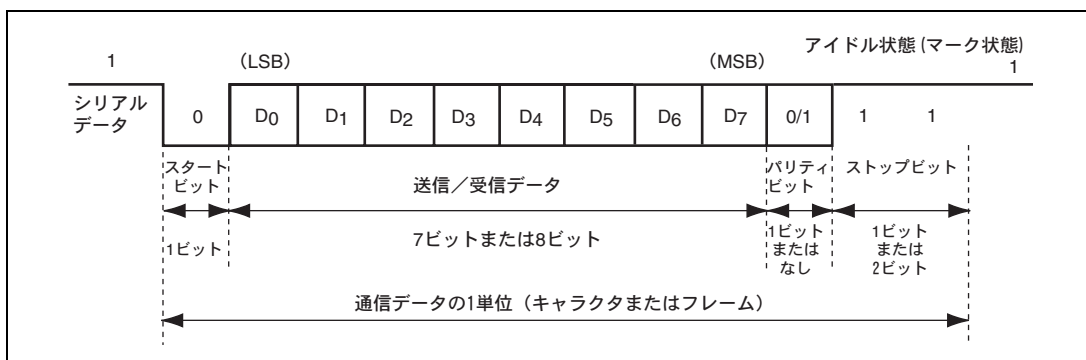 アイドル状態 (マーク状態)
1 (LSB) (MSB) 1
シリアル
データ
0 D0 D1 D2 D3 D4 D5 D6 D7 0/1 1 1
スタート
ビット
送信／受信データ
パリティ
ビット
ストップビット
1ビット
7ビットまたは8ビット
1ビット
または
なし
1ビット
または
2ビット
通信データの1単位（キャラクタまたはフレーム）